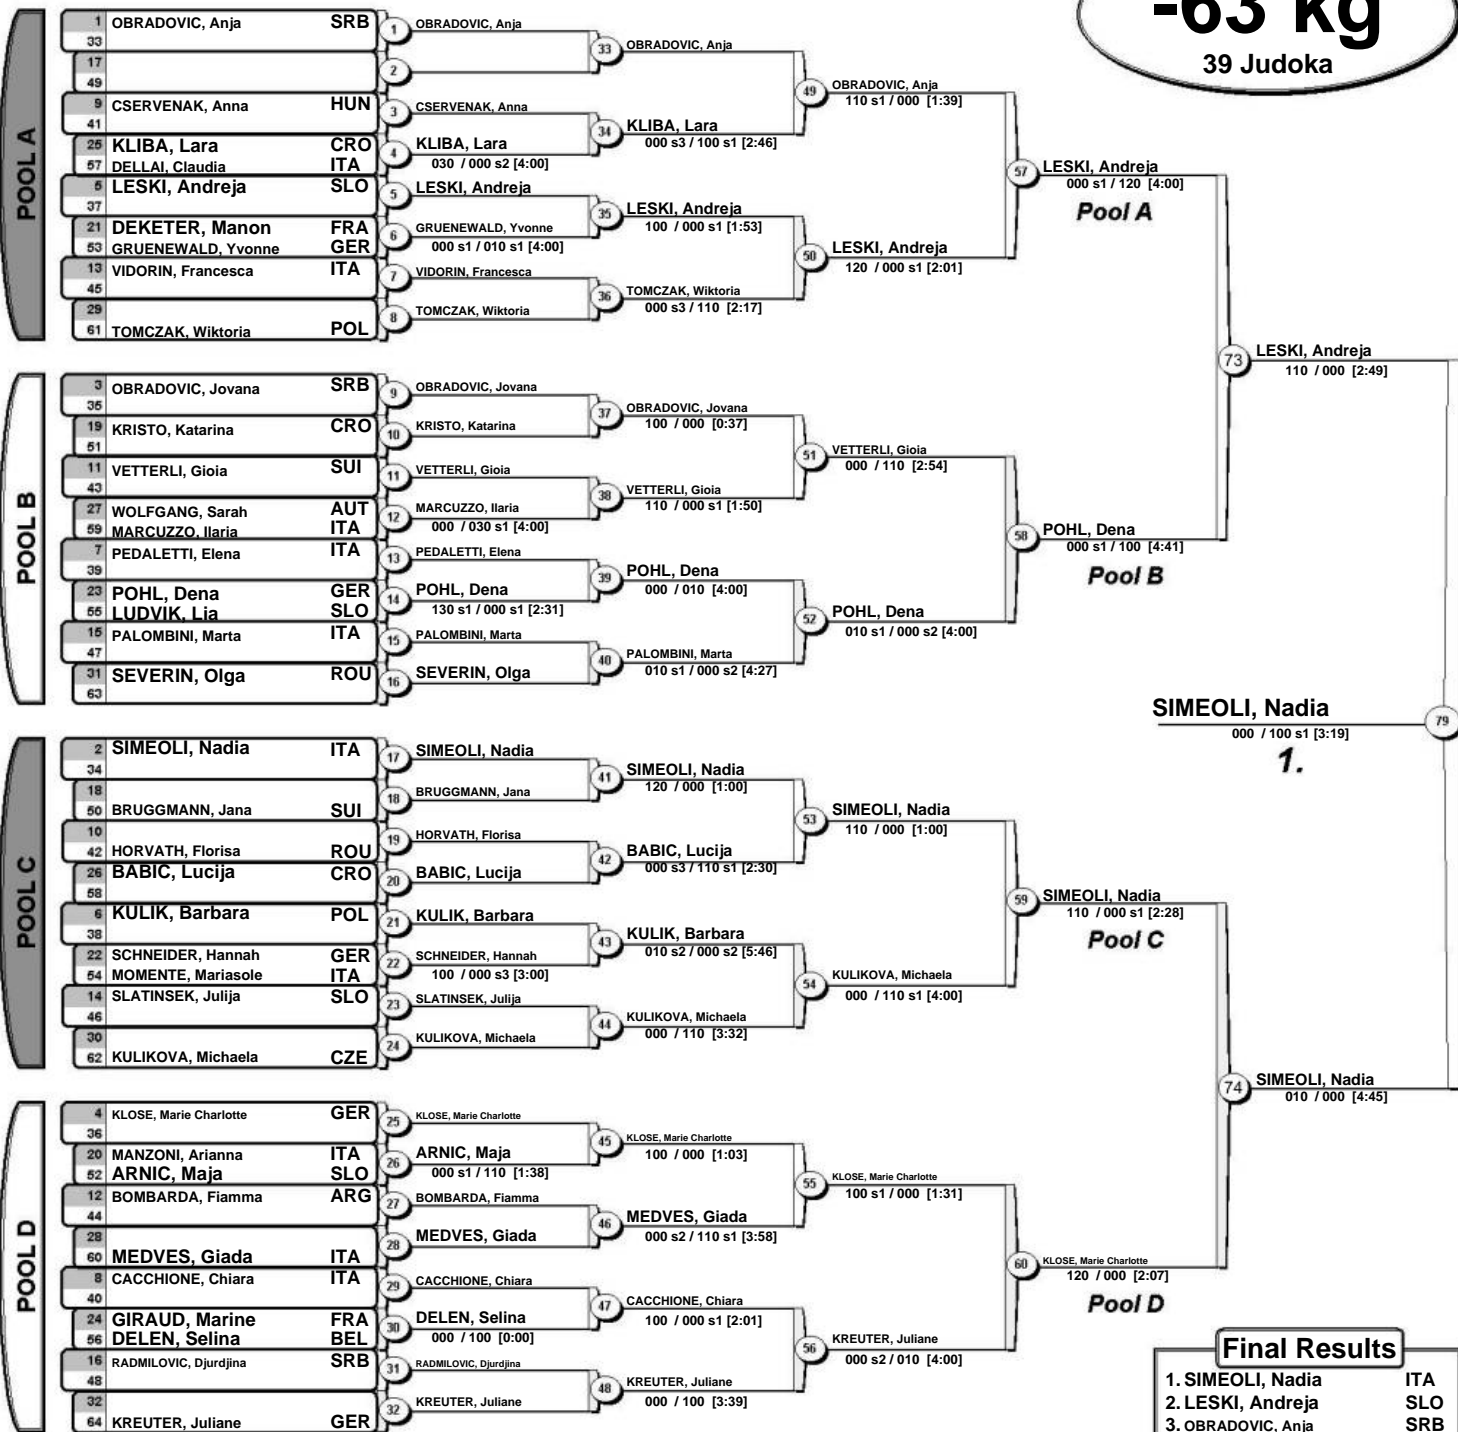 -63 kg
39 Judoka
POOL A
1 OBRADOVIC, Anja SRB
33
17
49
9 CSERVENAK, Anna HUN
41
25 KLIBA, Lara CRO
57 DELLAI, Claudia ITA
5 LESKI, Andreja SLO
37
21 DEKETER, Manon FRA
53 GRUENEWALD, Yvonne GER
13 VIDORIN, Francesca ITA
45
29
61 TOMCZAK, Wiktoria POL
1 OBRADOVIC, Anja
2
3 CSERVENAK, Anna
4 KLIBA, Lara
030 / 000 s2 [4:00]
5 LESKI, Andreja
6 GRUENEWALD, Yvonne
000 s1 / 010 s1 [4:00]
7 VIDORIN, Francesca
8 TOMCZAK, Wiktoria
33 OBRADOVIC, Anja
34 KLIBA, Lara
000 s3 / 100 s1 [2:46]
35 LESKI, Andreja
100 / 000 s1 [1:53]
36 TOMCZAK, Wiktoria
000 s3 / 110 [2:17]
49 OBRADOVIC, Anja
110 s1 / 000 [1:39]
50 LESKI, Andreja
120 / 000 s1 [2:01]
57 LESKI, Andreja
000 s1 / 120 [4:00]
Pool A
POOL B
3 OBRADOVIC, Jovana SRB
35
19 KRISTO, Katarina CRO
51
11 VETTERLI, Gioia SUI
43
27 WOLFGANG, Sarah AUT
59 MARCUZZO, Ilaria ITA
7 PEDALETTI, Elena ITA
39
23 POHL, Dena GER
55 LUDVIK, Lia SLO
15 PALOMBINI, Marta ITA
47
31 SEVERIN, Olga ROU
63
9 OBRADOVIC, Jovana
10 KRISTO, Katarina
11 VETTERLI, Gioia
12 MARCUZZO, Ilaria
000 / 030 s1 [4:00]
13 PEDALETTI, Elena
14 POHL, Dena
130 s1 / 000 s1 [2:31]
15 PALOMBINI, Marta
16 SEVERIN, Olga
37 OBRADOVIC, Jovana
100 / 000 [0:37]
38 VETTERLI, Gioia
110 / 000 s1 [1:50]
39 POHL, Dena
000 / 010 [4:00]
40 PALOMBINI, Marta
010 s1 / 000 s2 [4:27]
51 VETTERLI, Gioia
000 / 110 [2:54]
52 POHL, Dena
010 s1 / 000 s2 [4:00]
58 POHL, Dena
000 s1 / 100 [4:41]
Pool B
73 LESKI, Andreja
110 / 000 [2:49]
SIMEOLI, Nadia
79
000 / 100 s1 [3:19]
1.
POOL C
2 SIMEOLI, Nadia ITA
34
18
50 BRUGGMANN, Jana SUI
10
42 HORVATH, Florisa ROU
26 BABIC, Lucija CRO
58
6 KULIK, Barbara POL
38
22 SCHNEIDER, Hannah GER
54 MOMENTE, Mariasole ITA
14 SLATINSEK, Julija SLO
46
30
62 KULIKOVA, Michaela CZE
17 SIMEOLI, Nadia
18 BRUGGMANN, Jana
19 HORVATH, Florisa
20 BABIC, Lucija
21 KULIK, Barbara
22 SCHNEIDER, Hannah
100 / 000 s3 [3:00]
23 SLATINSEK, Julija
24 KULIKOVA, Michaela
41 SIMEOLI, Nadia
120 / 000 [1:00]
42 BABIC, Lucija
000 s3 / 110 s1 [2:30]
43 KULIK, Barbara
010 s2 / 000 s2 [5:46]
44 KULIKOVA, Michaela
000 / 110 [3:32]
53 SIMEOLI, Nadia
110 / 000 [1:00]
54 KULIKOVA, Michaela
000 / 110 s1 [4:00]
59 SIMEOLI, Nadia
110 / 000 s1 [2:28]
Pool C
POOL D
4 KLOSE, Marie Charlotte GER
36
20 MANZONI, Arianna ITA
52 ARNIC, Maja SLO
12 BOMBARDA, Fiamma ARG
44
28
60 MEDVES, Giada ITA
8 CACCHIONE, Chiara ITA
40
24 GIRAUD, Marine FRA
56 DELEN, Selina BEL
16 RADMILOVIC, Djurdjina SRB
48
32
64 KREUTER, Juliane GER
25 KLOSE, Marie Charlotte
26 ARNIC, Maja
000 s1 / 110 [1:38]
27 BOMBARDA, Fiamma
28 MEDVES, Giada
29 CACCHIONE, Chiara
30 DELEN, Selina
000 / 100 [0:00]
31 RADMILOVIC, Djurdjina
32 KREUTER, Juliane
45 KLOSE, Marie Charlotte
100 / 000 [1:03]
46 MEDVES, Giada
000 s2 / 110 s1 [3:58]
47 CACCHIONE, Chiara
100 / 000 s1 [2:01]
48 KREUTER, Juliane
000 / 100 [3:39]
55 KLOSE, Marie Charlotte
100 s1 / 000 [1:31]
56 KREUTER, Juliane
000 s2 / 010 [4:00]
60 KLOSE, Marie Charlotte
120 / 000 [2:07]
Pool D
74 SIMEOLI, Nadia
010 / 000 [4:45]
Final Results
1. SIMEOLI, Nadia ITA
2. LESKI, Andreja SLO
3. OBRADOVIC, Anja SRB